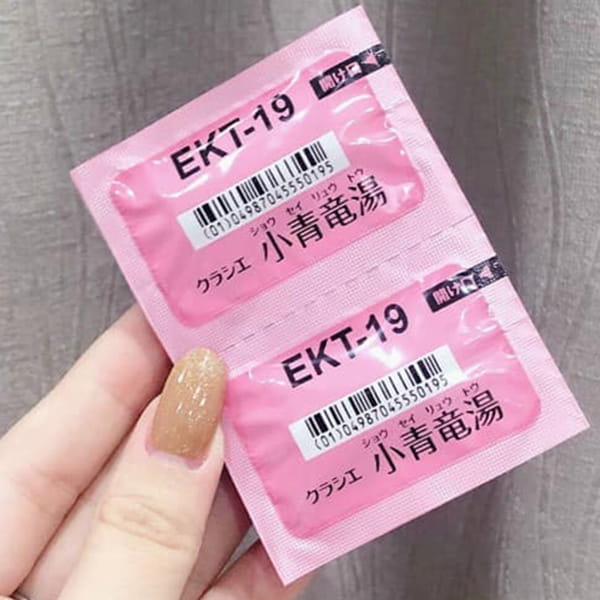 開け口
EKT-19
(01)04987045550195
ショウ セイ リュウ トウ
クラシエ 小青竜湯
開け口
EKT-19
(01)04987045550195
ショウ セイ リュウ トウ
クラシエ 小青竜湯